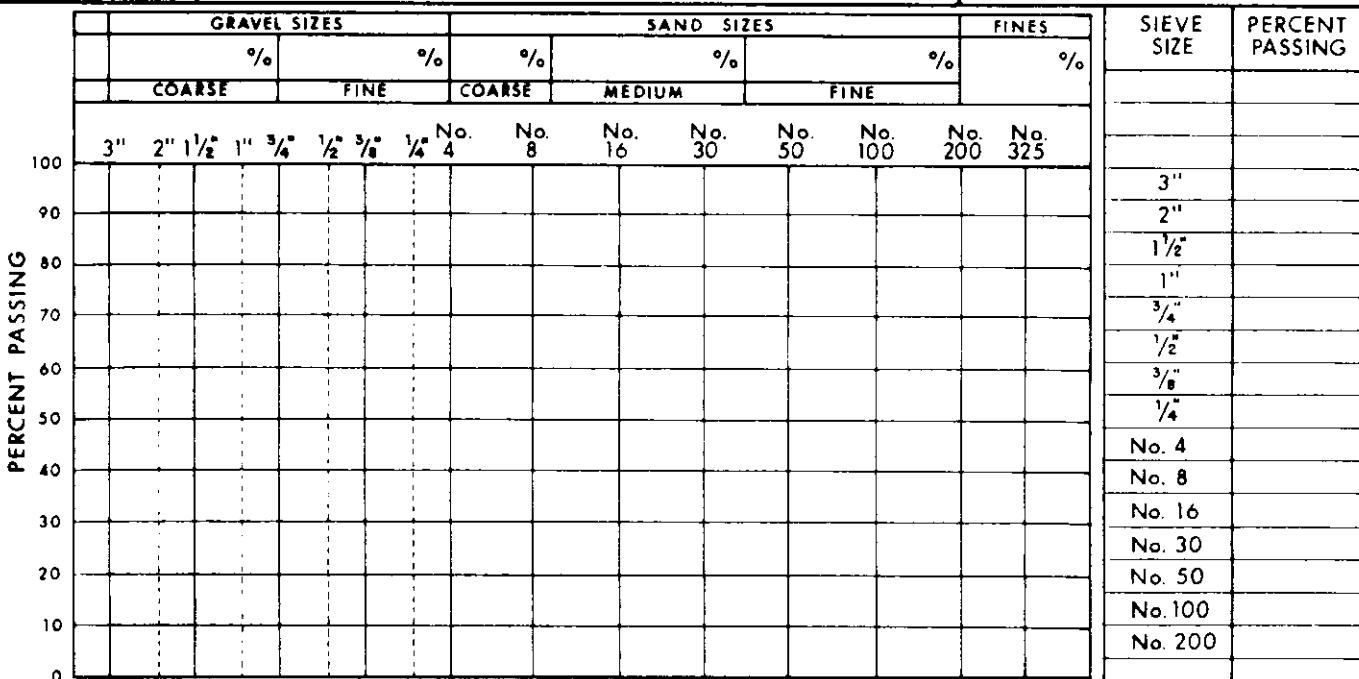 GRAVEL SIZES SAND SIZES FINES
% % % % % %
COARSE FINE COARSE MEDIUM FINE
3" 2" 1½" 1" ¾" ½" ⅜" ¼" No. 4 No. 8 No. 16 No. 30 No. 50 No. 100 No. 200 No. 325
PERCENT PASSING
100
90
80
70
60
50
40
30
20
10
0
SIEVE SIZE PERCENT PASSING
3"
2"
1½"
1"
¾"
½"
⅜"
¼"
No. 4
No. 8
No. 16
No. 30
No. 50
No. 100
No. 200